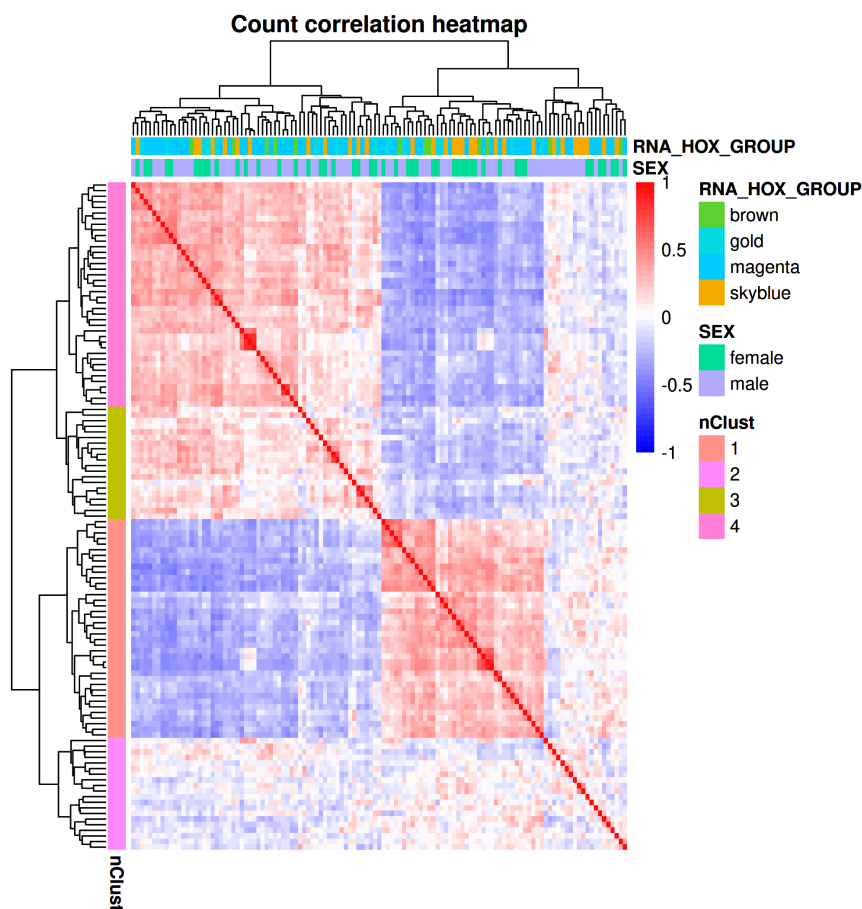 Count correlation heatmap
RNA_HOX_GROUP
SEX
1
0.5
0
-0.5
-1
RNA_HOX_GROUP
brown
gold
magenta
skyblue
SEX
female
male
nClust
1
2
3
4
nClust